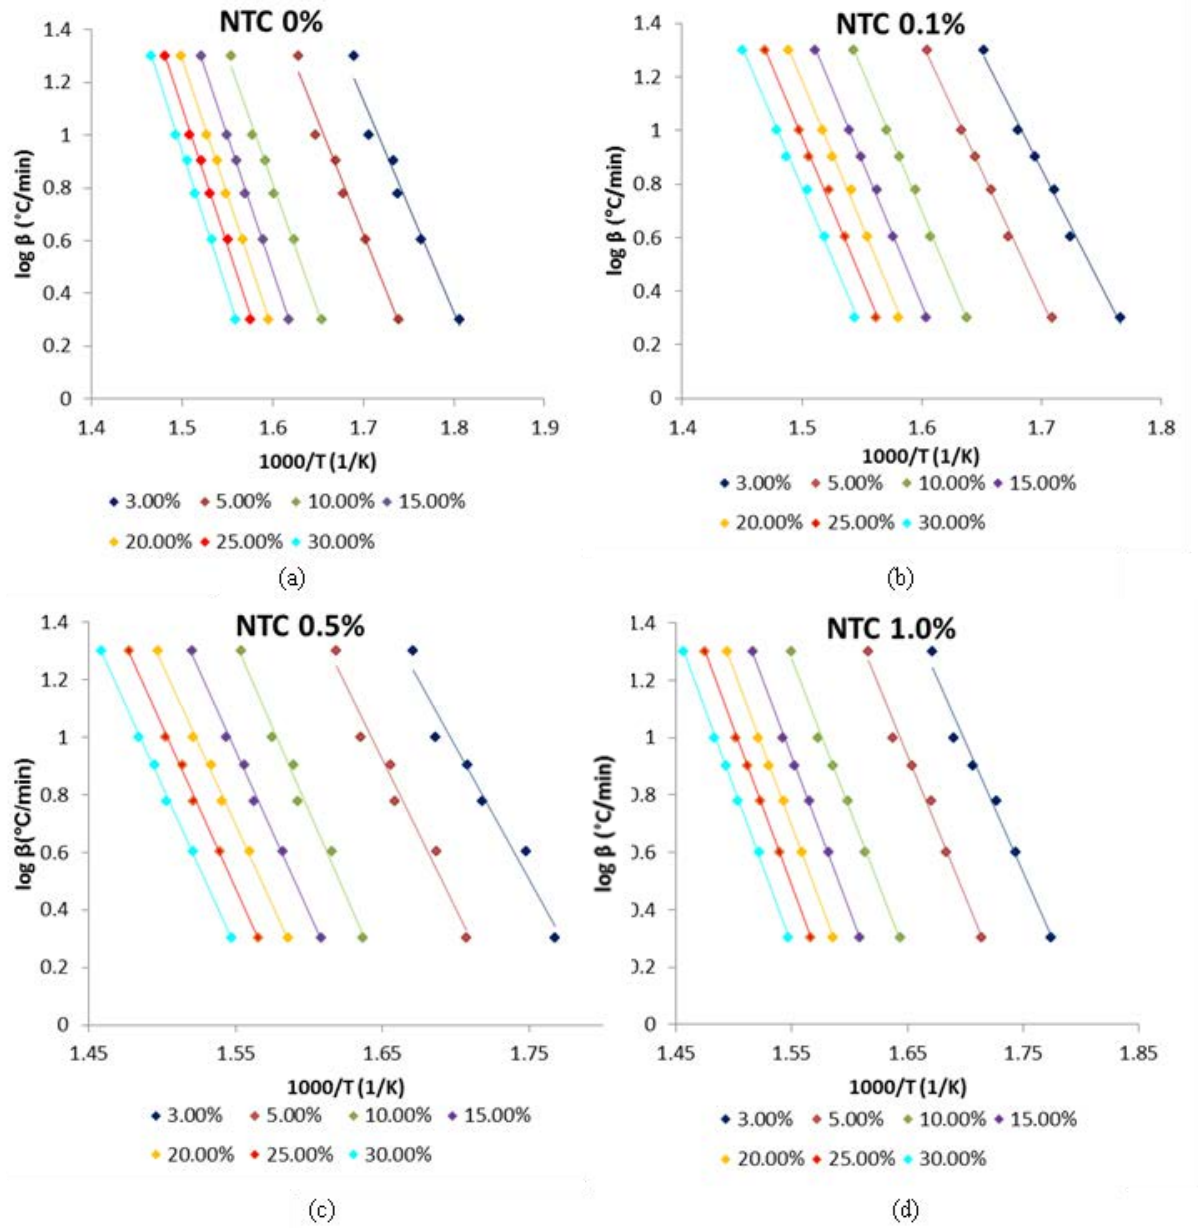 NTC 0%
1.4
1.2
1
0.8
0.6
0.4
0.2
0
log β (°C/min)
1.4 1.5 1.6 1.7 1.8 1.9
1000/T (1/K)
3.00% 5.00% 10.00% 15.00%
20.00% 25.00% 30.00%
(a)
NTC 0.1%
1.4
1.2
1
0.8
0.6
0.4
0.2
0
log β (°C/min)
1.4 1.5 1.6 1.7 1.8
1000/T (1/K)
3.00% 5.00% 10.00% 15.00%
20.00% 25.00% 30.00%
(b)
NTC 0.5%
1.4
1.2
1
0.8
0.6
0.4
0.2
0
log β(°C/min)
1.45 1.55 1.65 1.75
1000/T (1/K)
3.00% 5.00% 10.00% 15.00%
20.00% 25.00% 30.00%
(c)
NTC 1.0%
1.4
1.2
1
0.8
0.6
0.4
0.2
0
log β (°C/min)
1.45 1.55 1.65 1.75 1.85
1000/T (1/K)
3.00% 5.00% 10.00% 15.00%
20.00% 25.00% 30.00%
(d)